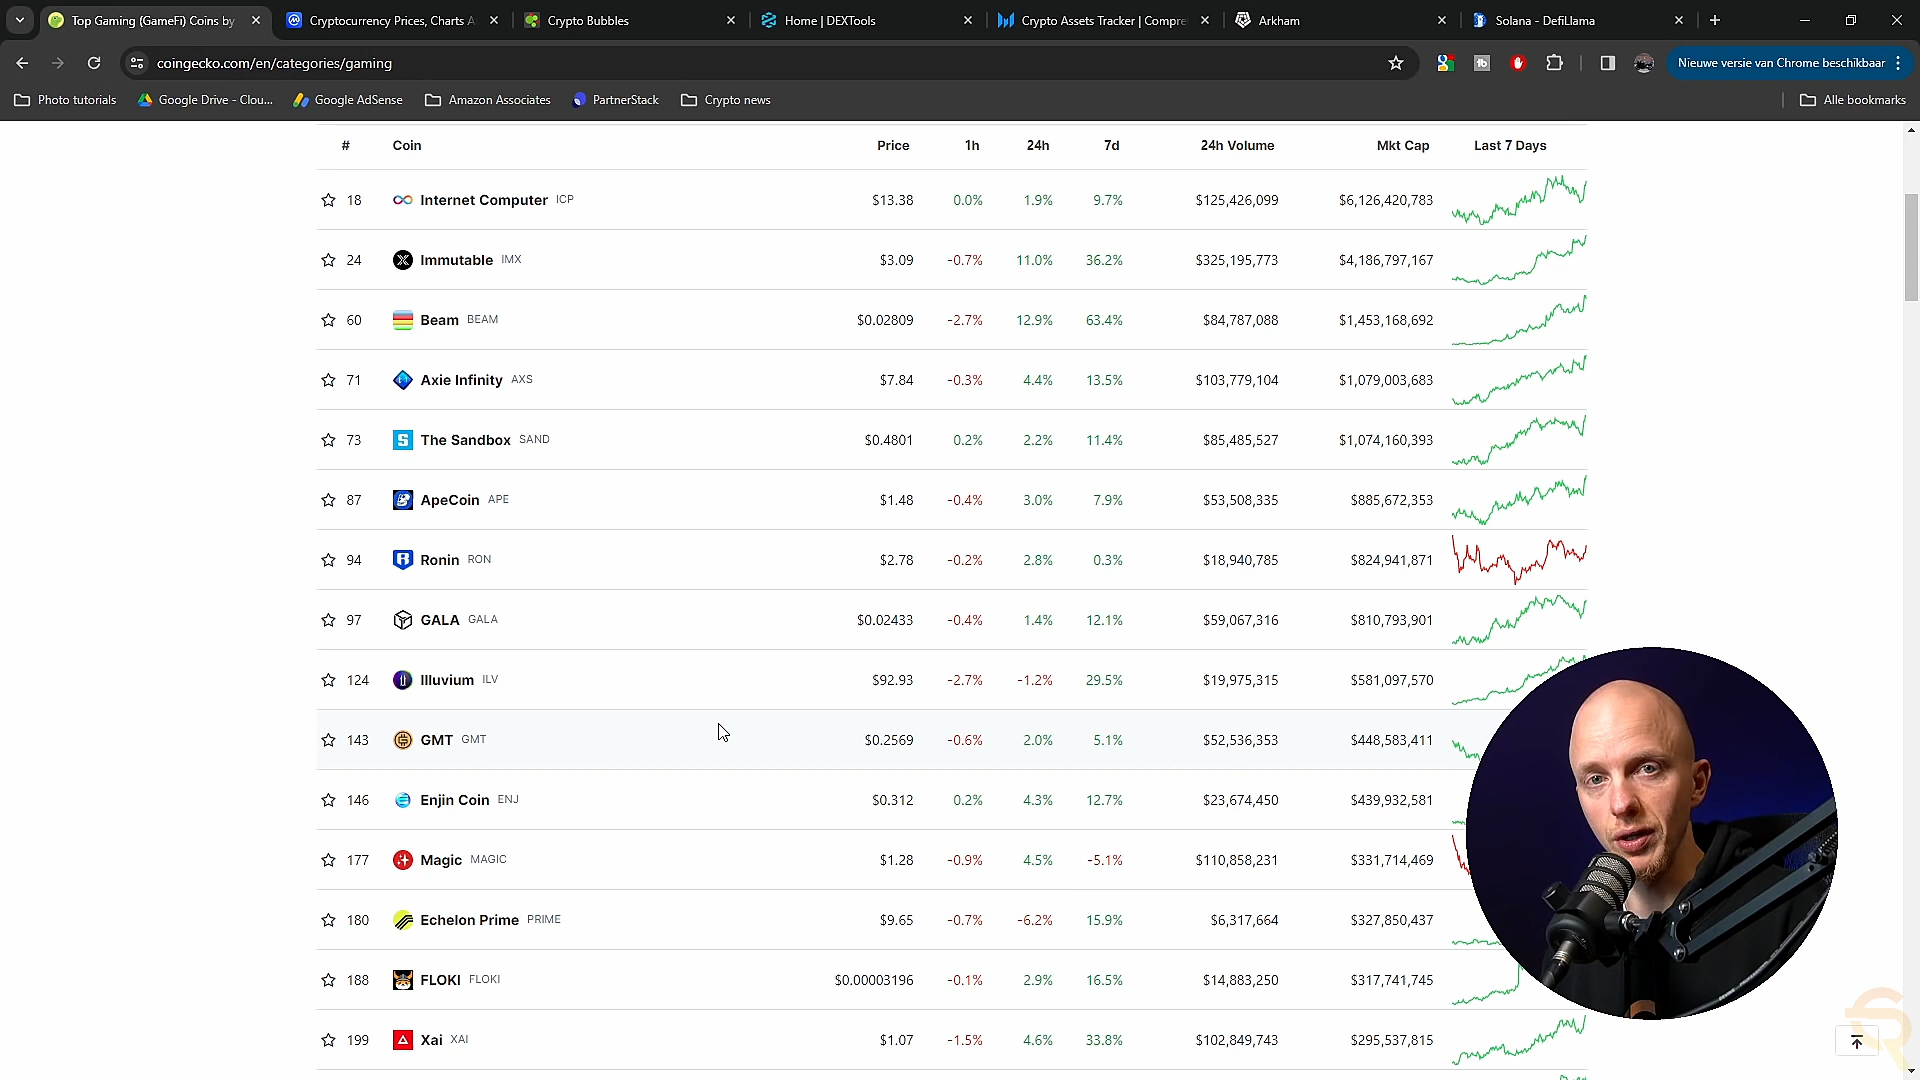 Top Gaming (GameFi) Coins by
Cryptocurrency Prices, Charts A
Crypto Bubbles
Home | DEXTools
Crypto Assets Tracker | Compre
Arkham
Solana - DefiLlama
coingecko.com/en/categories/gaming
Nieuwe versie van Chrome beschikbaar
Photo tutorials
Google Drive - Clou...
Google AdSense
Amazon Associates
PartnerStack
Crypto news
Alle bookmarks
# Coin Price 1h 24h 7d 24h Volume Mkt Cap Last 7 Days
18 Internet Computer ICP $13.38 0.0% 1.9% 9.7% $125,426,099 $6,126,420,783
24 Immutable IMX $3.09 -0.7% 11.0% 36.2% $325,195,773 $4,186,797,167
60 Beam BEAM $0.02809 -2.7% 12.9% 63.4% $84,787,088 $1,453,168,692
71 Axie Infinity AXS $7.84 -0.3% 4.4% 13.5% $103,779,104 $1,079,003,683
73 The Sandbox SAND $0.4801 0.2% 2.2% 11.4% $85,485,527 $1,074,160,393
87 ApeCoin APE $1.48 -0.4% 3.0% 7.9% $53,508,335 $885,672,353
94 Ronin RON $2.78 -0.2% 2.8% 0.3% $18,940,785 $824,941,871
97 GALA GALA $0.02433 -0.4% 1.4% 12.1% $59,067,316 $810,793,901
124 Illuvium ILV $92.93 -2.7% -1.2% 29.5% $19,975,315 $581,097,570
143 GMT GMT $0.2569 -0.6% 2.0% 5.1% $52,536,353 $448,583,411
146 Enjin Coin ENJ $0.312 0.2% 4.3% 12.7% $23,674,450 $439,932,581
177 Magic MAGIC $1.28 -0.9% 4.5% -5.1% $110,858,231 $331,714,469
180 Echelon Prime PRIME $9.65 -0.7% -6.2% 15.9% $6,317,664 $327,850,437
188 FLOKI FLOKI $0.00003196 -0.1% 2.9% 16.5% $14,883,250 $317,741,745
199 Xai XAI $1.07 -1.5% 4.6% 33.8% $102,849,743 $295,537,815